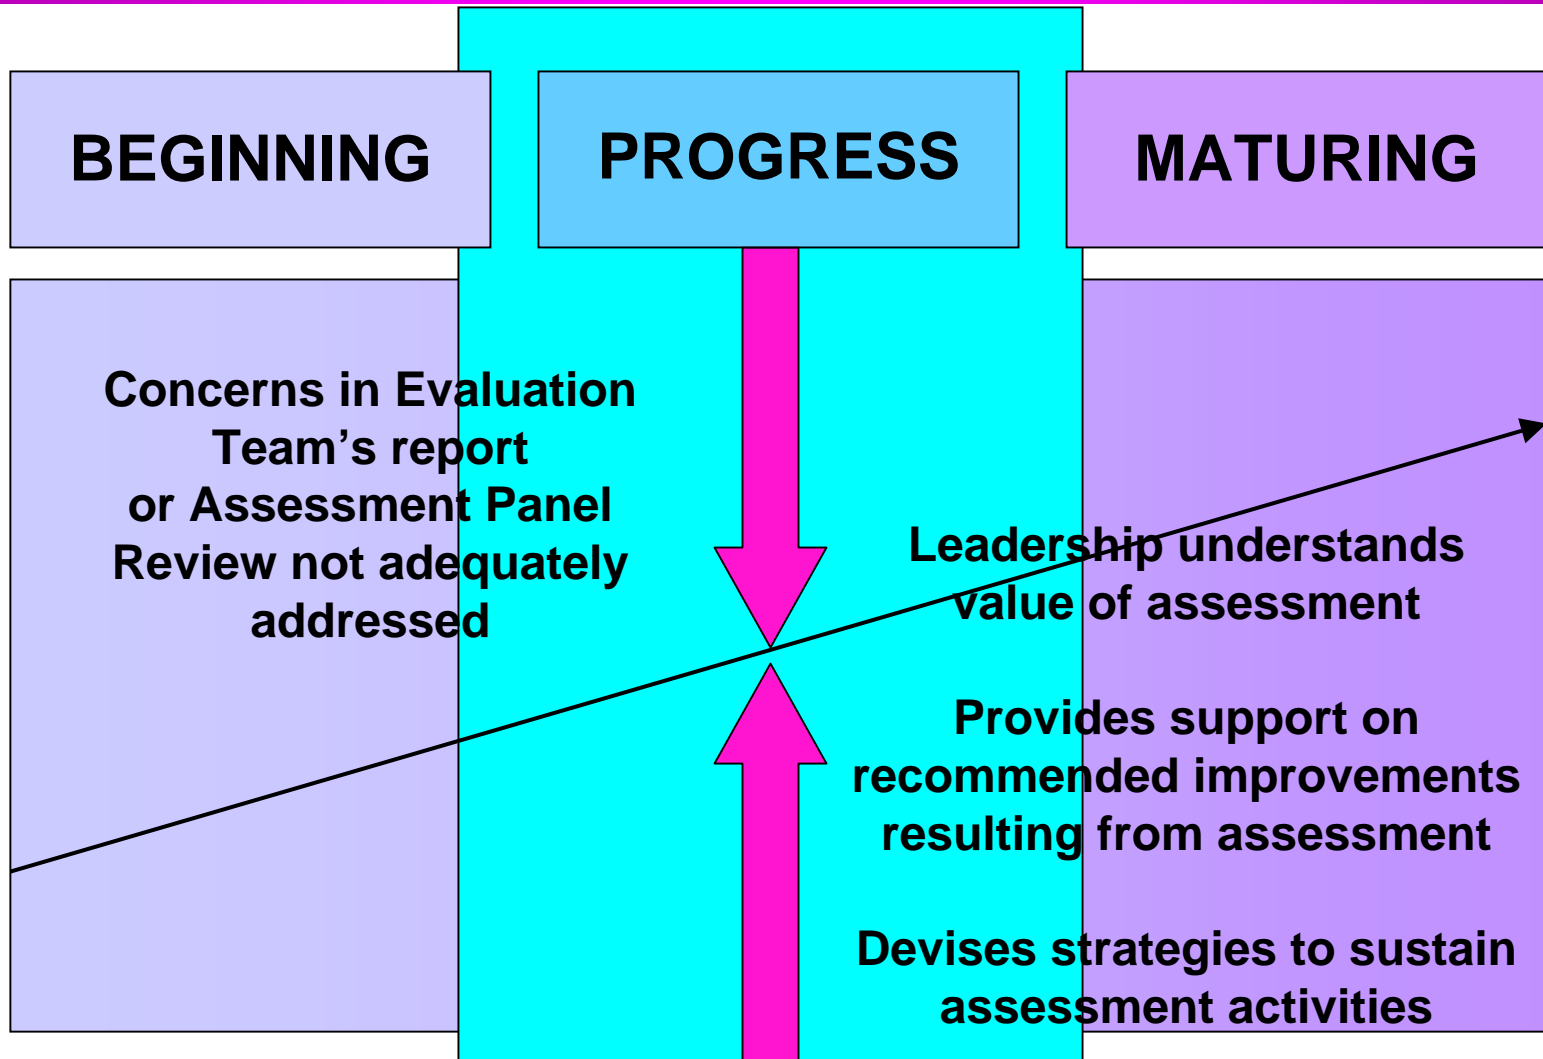 BEGINNING
PROGRESS
MATURING
Concerns in Evaluation
Team’s report
or Assessment Panel
Review not adequately
addressed
Leadership understands
value of assessment
Provides support on
recommended improvements
resulting from assessment
Devises strategies to sustain
assessment activities